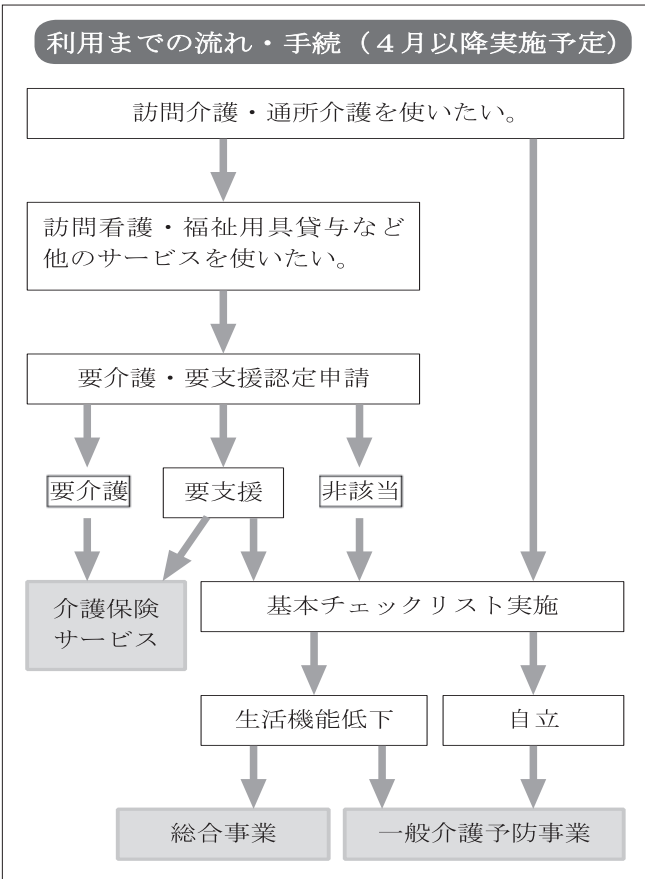 利用までの流れ・手続（４月以降実施予定）
訪問介護・通所介護を使いたい。
訪問看護・福祉用具貸与など
他のサービスを使いたい。
要介護・要支援認定申請
要介護
要支援
非該当
介護保険
サービス
基本チェックリスト実施
生活機能低下
自立
総合事業
一般介護予防事業